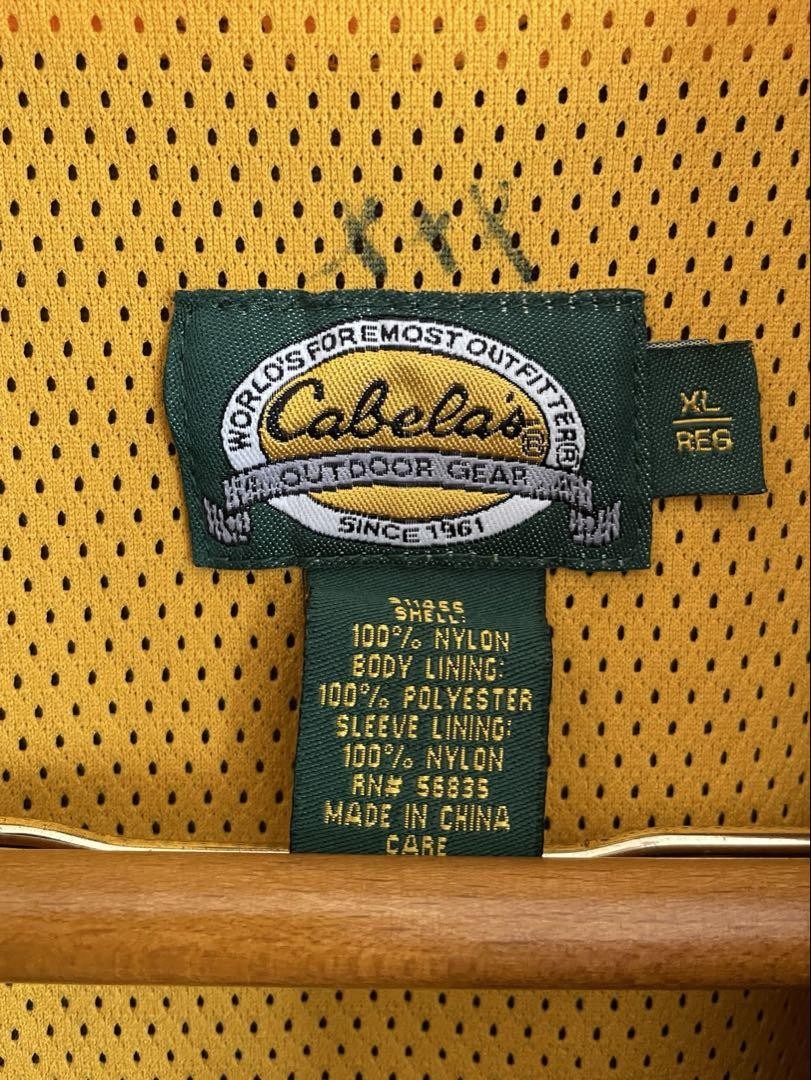 WORLD'S FOREMOST OUTFITTER®
Cabela's®
OUTDOOR GEAR
SINCE 1961
XL
REG
SHELL:
100% NYLON
BODY LINING:
100% POLYESTER
SLEEVE LINING:
100% NYLON
RN# 56835
MADE IN CHINA
CARE